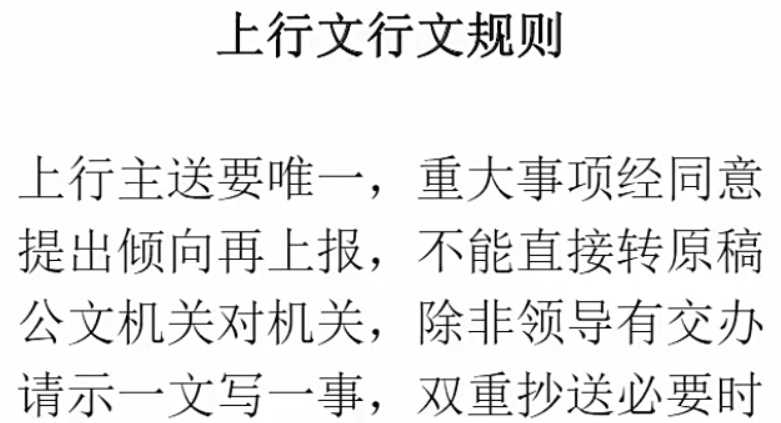 上行文行文规则
上行主送要唯一，重大事项经同意
提出倾向再上报，不能直接转原稿
公文机关对机关，除非领导有交办
请示一文写一事，双重抄送必要时